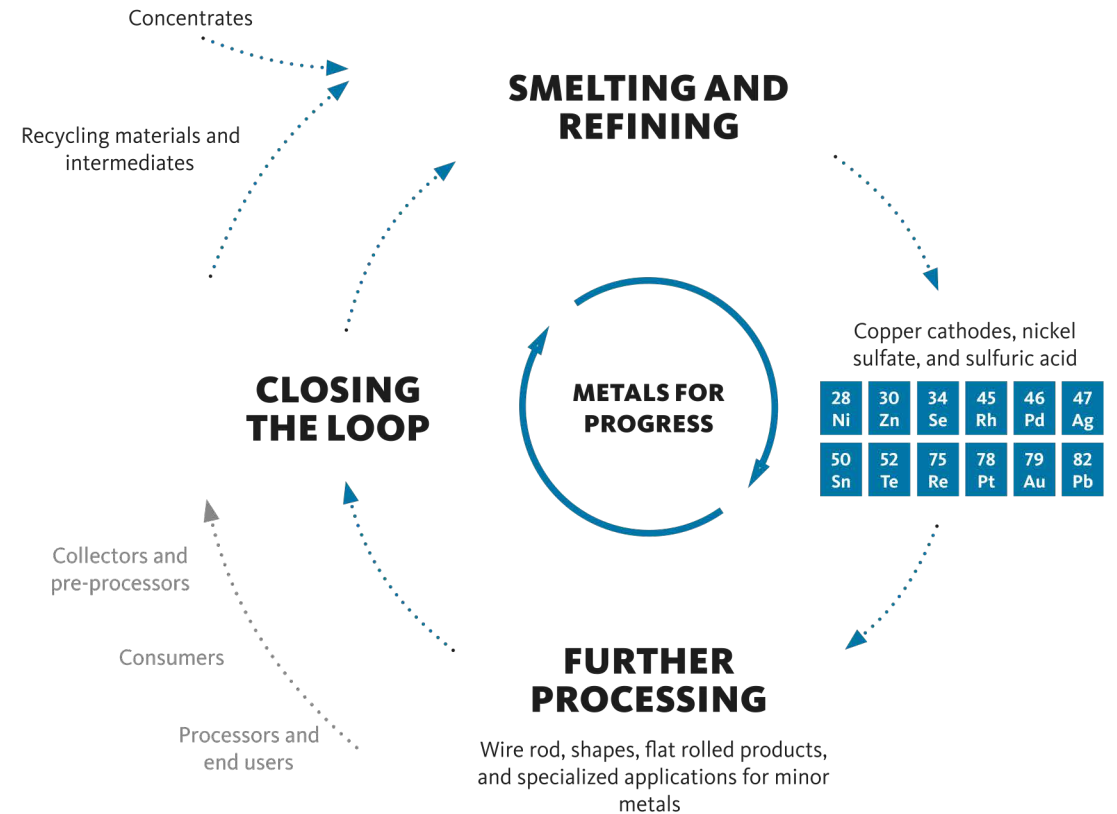 Concentrates
SMELTING AND
REFINING
Recycling materials and
intermediates
Copper cathodes, nickel
sulfate, and sulfuric acid
28 30 34 45 46 47
Ni Zn Se Rh Pd Ag
50 52 75 78 79 82
Sn Te Re Pt Au Pb
METALS FOR
PROGRESS
CLOSING
THE LOOP
Collectors and
pre-processors
Consumers
Processors and
end users
FURTHER
PROCESSING
Wire rod, shapes, flat rolled products,
and specialized applications for minor
metals